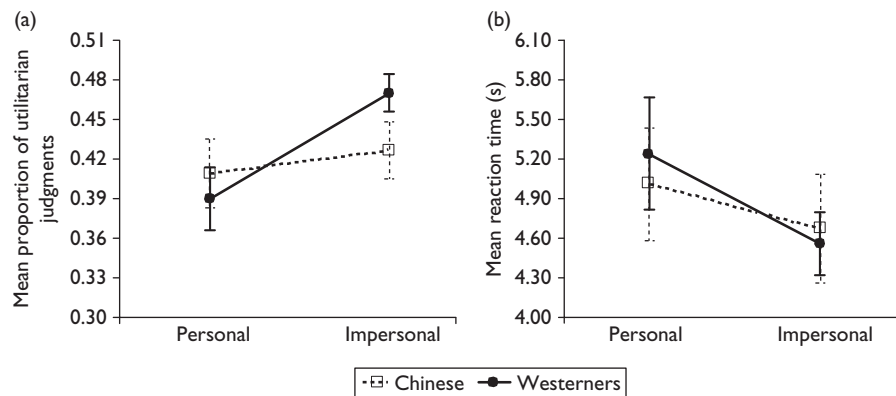 (a)
Mean proportion of utilitarian
judgments
0.51
0.48
0.45
0.42
0.39
0.36
0.33
0.30
Personal
Impersonal
(b)
Mean reaction time (s)
6.10
5.80
5.50
5.20
4.90
4.60
4.30
4.00
Personal
Impersonal
Chinese
Westerners